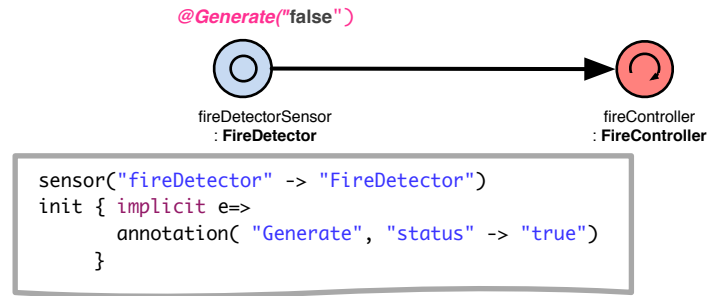 @Generate("false")
fireDetectorSensor
: FireDetector
fireController
: FireController
sensor("fireDetector" -> "FireDetector")
init { implicit e=>
annotation( "Generate", "status" -> "true")
}